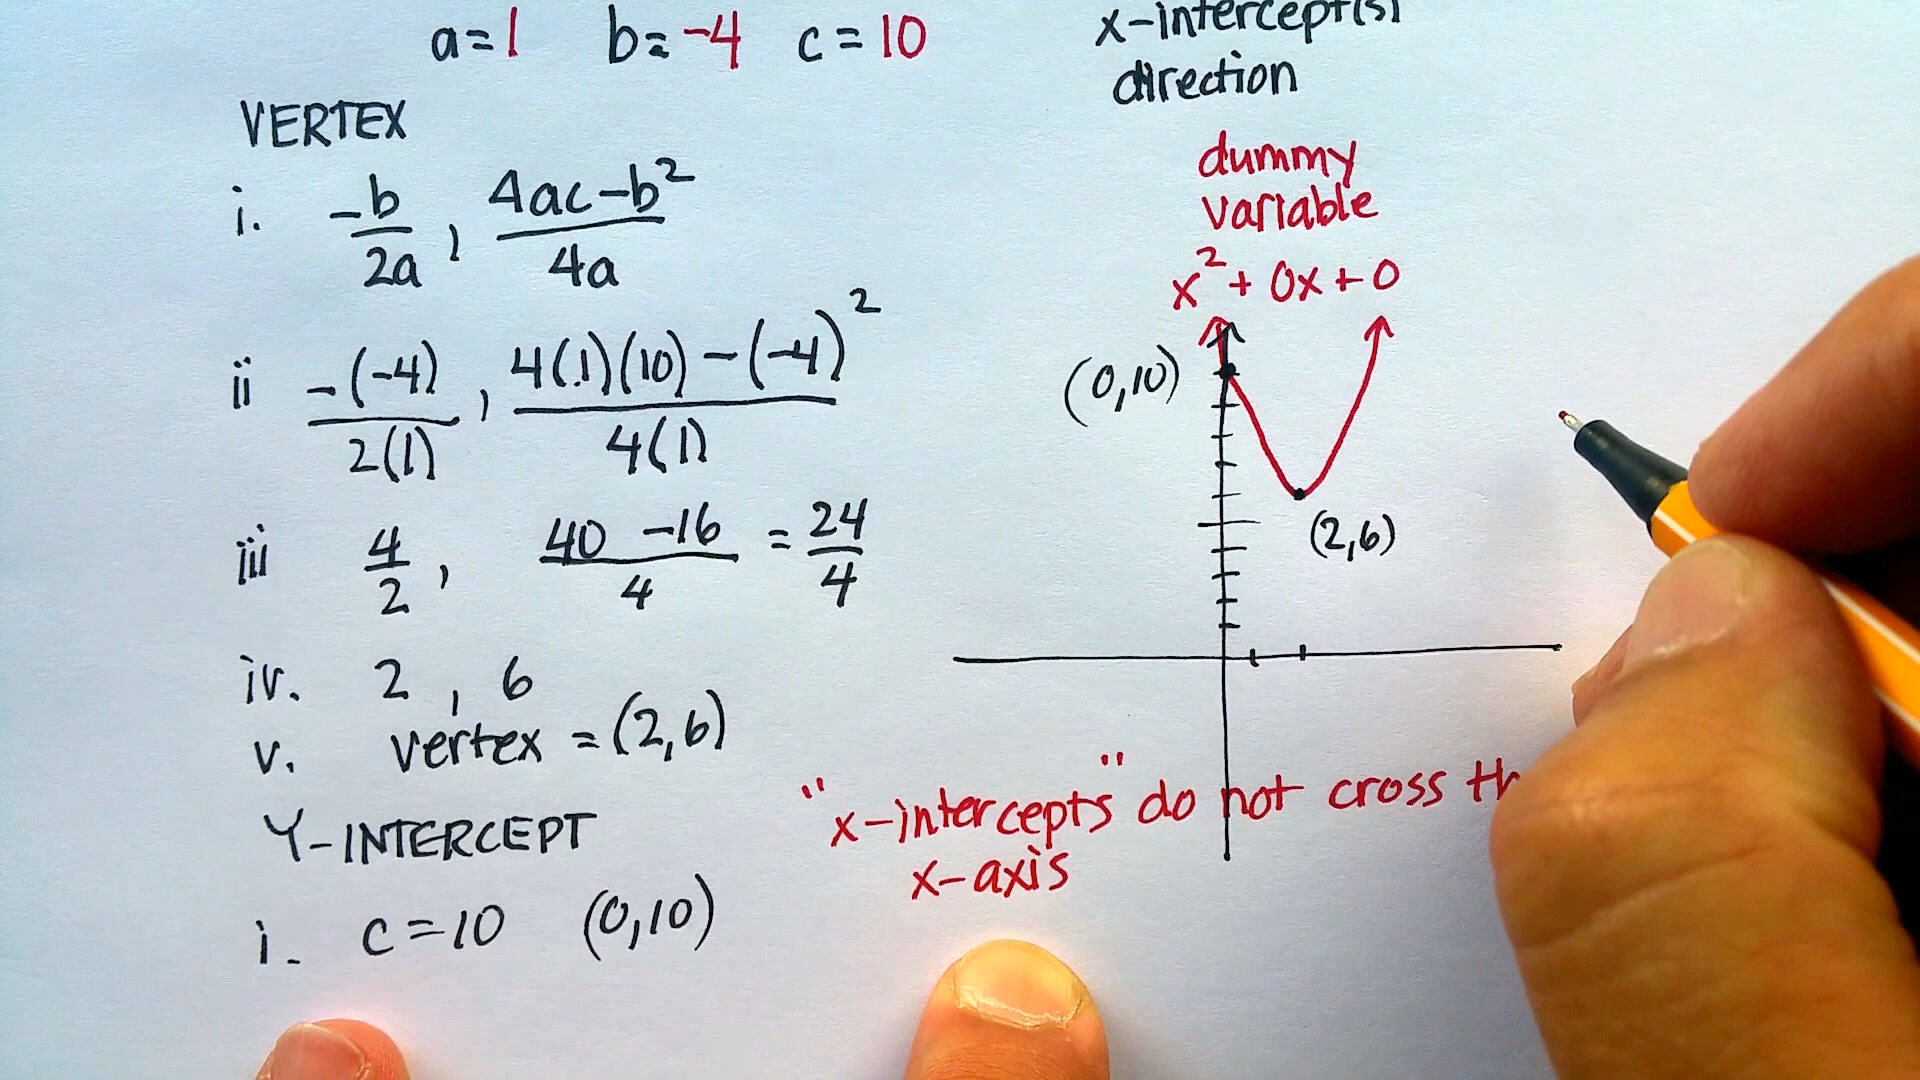 a=1 b=-4 c=10
VERTEX
i. -b/2a , 4ac-b²/4a
ii -(-4)/2(1) , 4(1)(10)-(-4)²/4(1)
iii 4/2 , 40-16/4 = 24/4
iv. 2 , 6
v. vertex = (2,6)
Y-INTERCEPT
i. c=10 (0,10)
x-intercept(s)
direction
dummy
variable
x²+0x+0
(0,10)
(2,6)
"x-intercepts" do not cross
x-axis